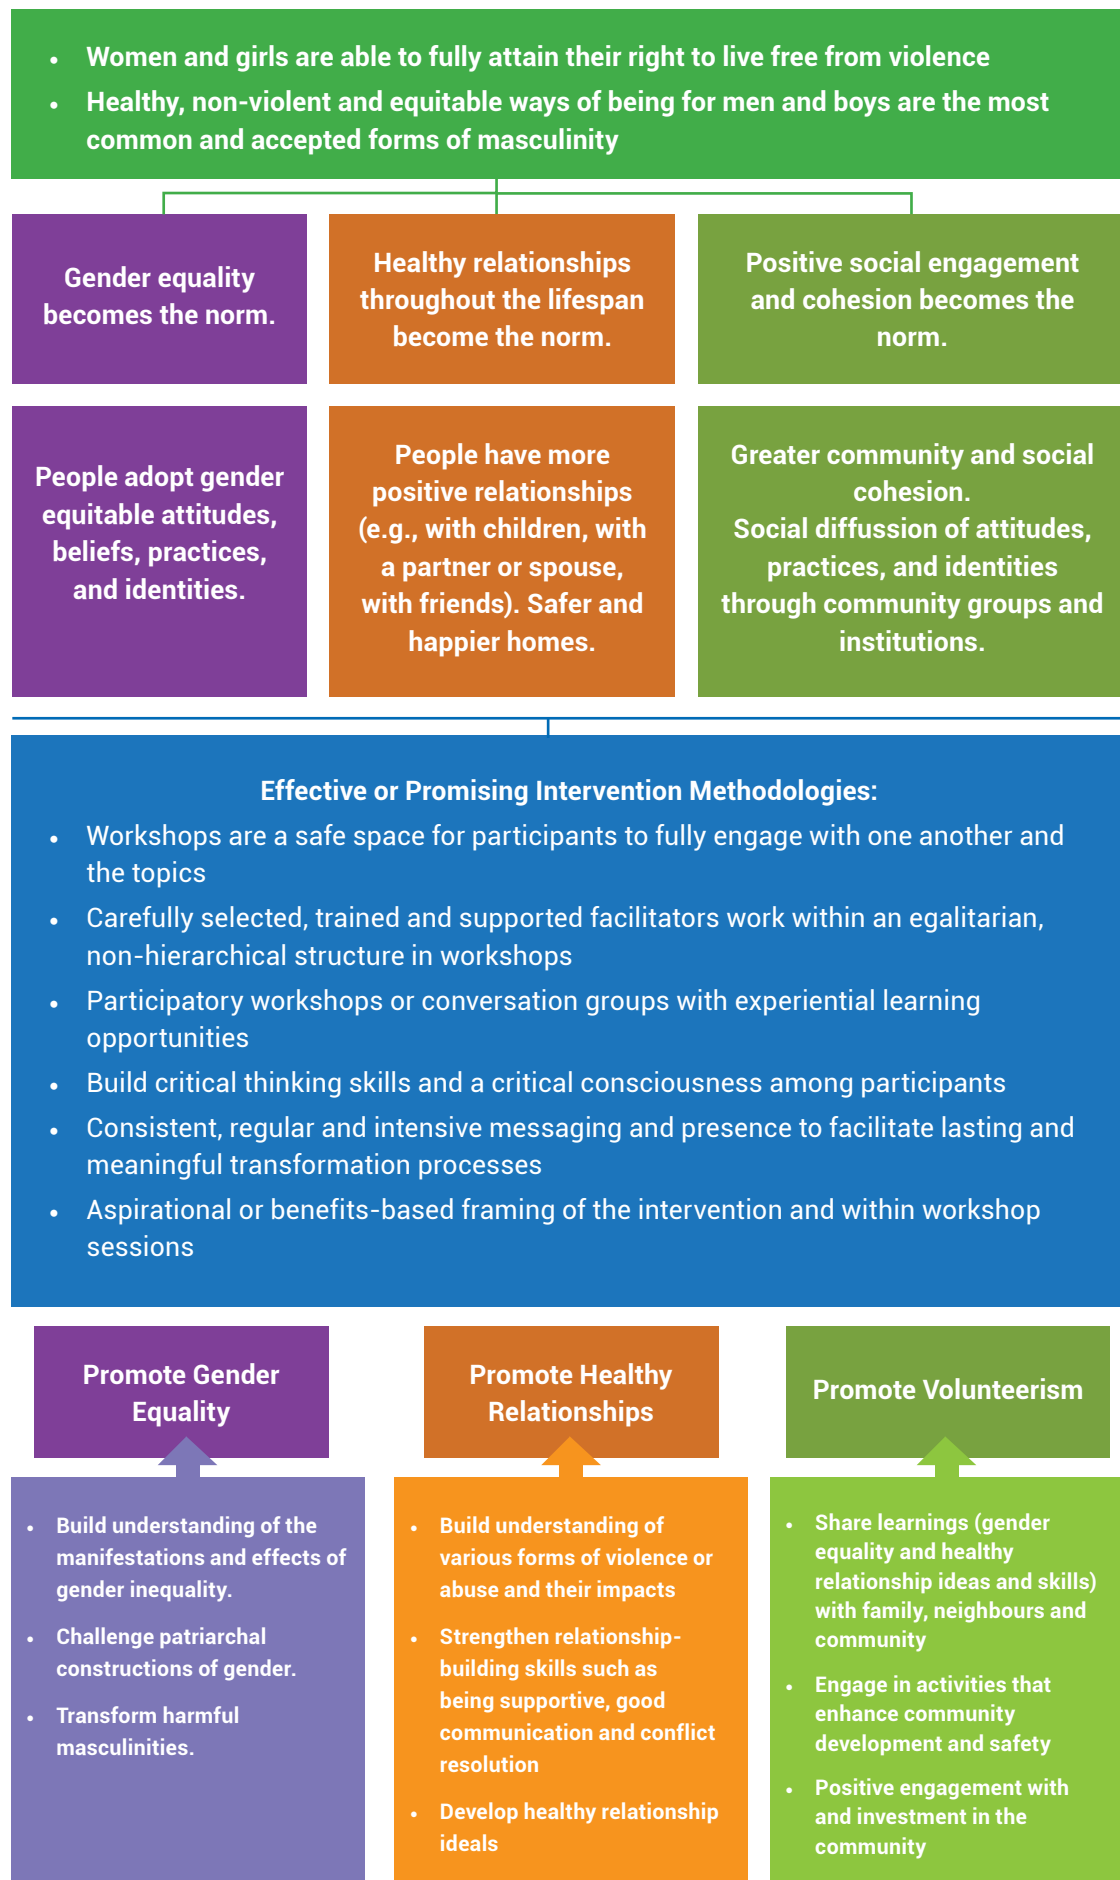 • Women and girls are able to fully attain their right to live free from violence
• Healthy, non-violent and equitable ways of being for men and boys are the most
common and accepted forms of masculinity
Gender equality
becomes the norm.
Healthy relationships
throughout the lifespan
become the norm.
Positive social engagement
and cohesion becomes the
norm.
People adopt gender
equitable attitudes,
beliefs, practices,
and identities.
People have more
positive relationships
(e.g., with children, with
a partner or spouse,
with friends). Safer and
happier homes.
Greater community and social
cohesion.
Social diffussion of attitudes,
practices, and identities
through community groups and
institutions.
Effective or Promising Intervention Methodologies:
• Workshops are a safe space for participants to fully engage with one another and
the topics
• Carefully selected, trained and supported facilitators work within an egalitarian,
non-hierarchical structure in workshops
• Participatory workshops or conversation groups with experiential learning
opportunities
• Build critical thinking skills and a critical consciousness among participants
• Consistent, regular and intensive messaging and presence to facilitate lasting and
meaningful transformation processes
• Aspirational or benefits-based framing of the intervention and within workshop
sessions
Promote Gender
Equality
Promote Healthy
Relationships
Promote Volunteerism
• Build understanding of the
manifestations and effects of
gender inequality.
• Challenge patriarchal
constructions of gender.
• Transform harmful
masculinities.
• Build understanding of
various forms of violence or
abuse and their impacts
• Strengthen relationship-
building skills such as
being supportive, good
communication and conflict
resolution
• Develop healthy relationship
ideals
• Share learnings (gender
equality and healthy
relationship ideas and skills)
with family, neighbours and
community
• Engage in activities that
enhance community
development and safety
• Positive engagement with
and investment in the
community